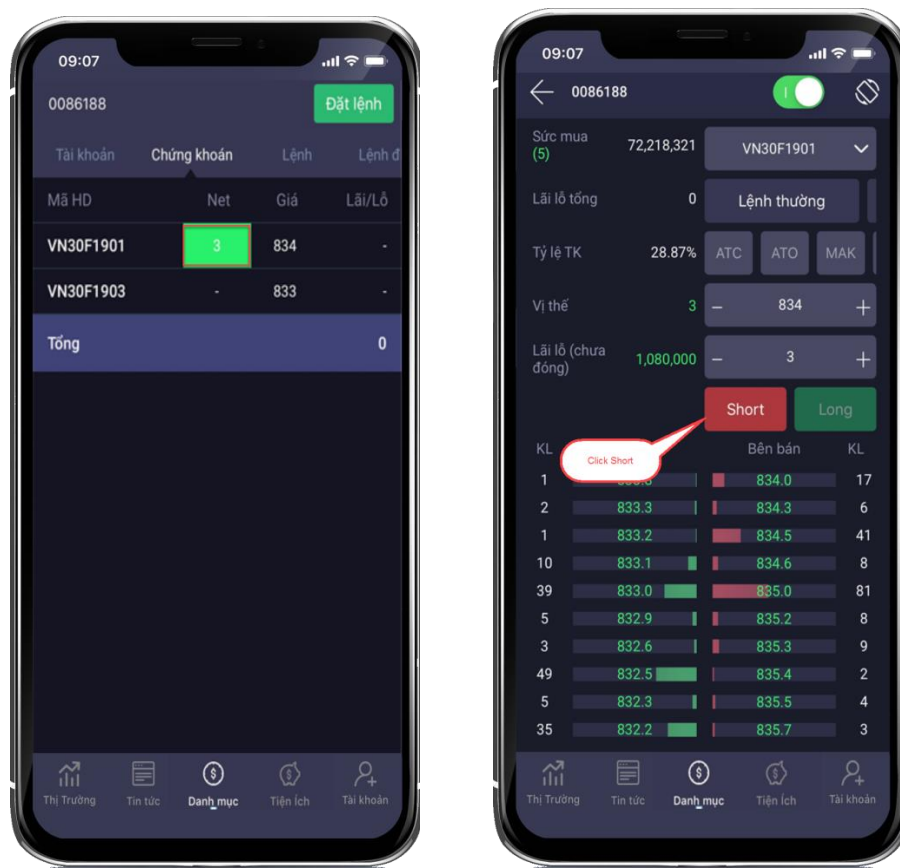 09:07
0086188
Đặt lệnh
Tài khoản Chứng khoán Lệnh Lệnh đ
Mã HD Net Giá Lãi/Lỗ
VN30F1901 3 834 -
VN30F1903 - 833 -
Tổng 0
Thị Trường Tin tức Danh mục Tiện Ích Tài khoản
09:07
0086188
Sức mua (5) 72,218,321 VN30F1901
Lãi lỗ tổng 0 Lệnh thường
Tỷ lệ TK 28.87% ATC ATO MAK
Vị thế 3 – 834 +
Lãi lỗ (chưa đóng) 1,080,000 – 3 +
Short Long
KL Bên bán KL
Click Short
1 834.0 17
2 833.3 834.3 6
1 833.2 834.5 41
10 833.1 834.6 8
39 833.0 835.0 81
5 832.9 835.2 8
3 832.6 835.3 9
49 832.5 835.4 2
5 832.3 835.5 4
35 832.2 835.7 3
Thị Trường Tin tức Danh mục Tiện Ích Tài khoản